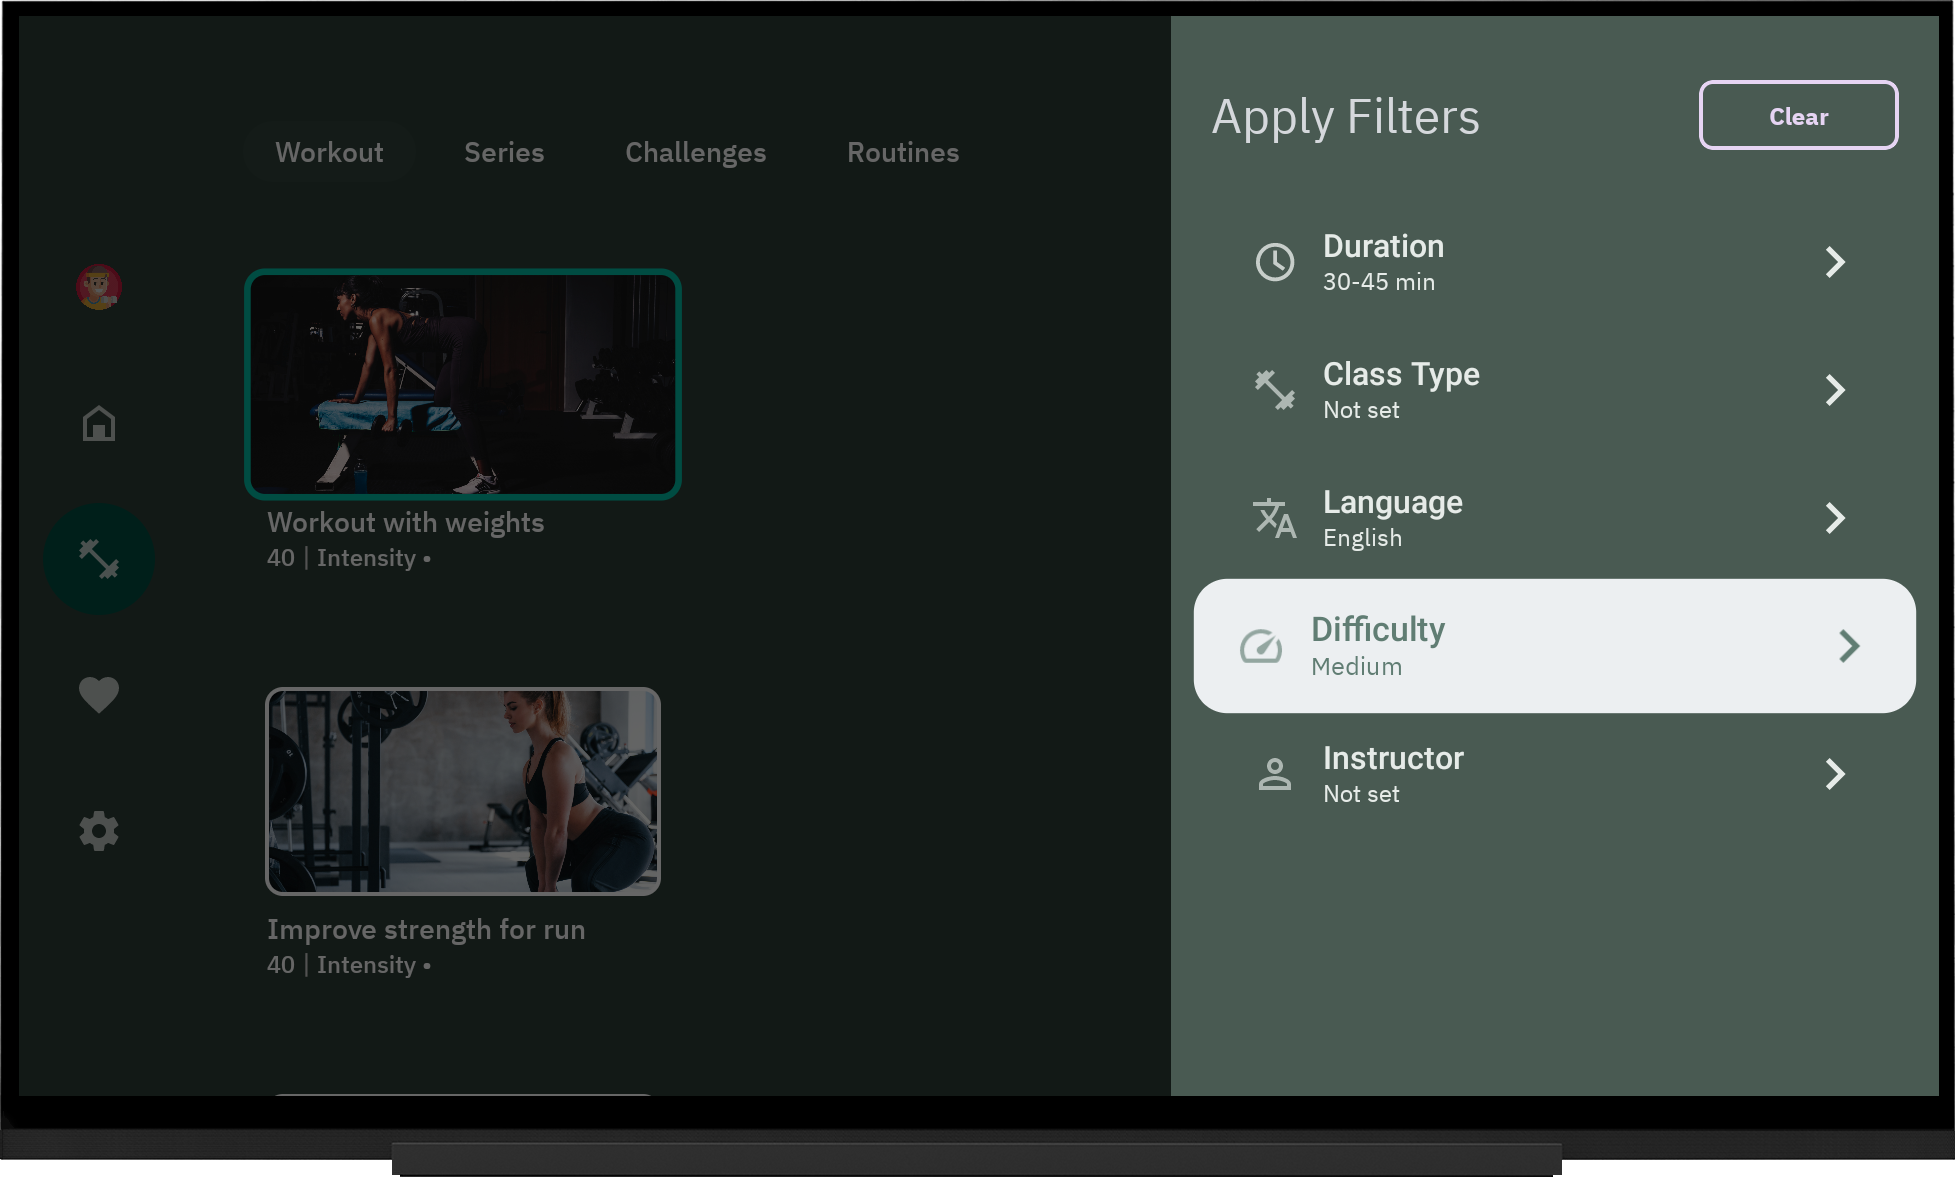 Workout
Series
Challenges
Routines
Workout with weights
40 | Intensity •
Improve strength for run
40 | Intensity •
Apply Filters
Clear
Duration
30-45 min
Class Type
Not set
Language
English
Difficulty
Medium
Instructor
Not set